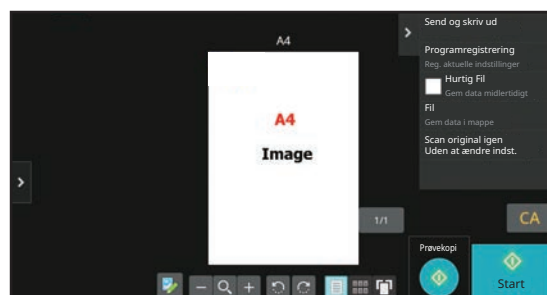 A4
A4
Image
1/1
Send og skriv ud
Programregistrering
Reg. aktuelle indstillinger
Hurtig Fil
Gem data midlertidigt
Fil
Gem data i mappe
Scan original igen
Uden at ændre indst.
CA
Prøvekopi
Start